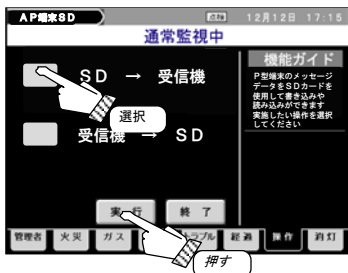 AP端末SD 点検 12月12日 17:15
通常監視中
機能ガイド
P型端末のメッセージ
データをSDカードを
使用して書き込みや
読み込みができます
実施したい操作を選択
してください
SD → 受信機
選択
受信機 → SD
実行 終了
管理者 火災 ガス トラブル 経過 操作 消灯
押す